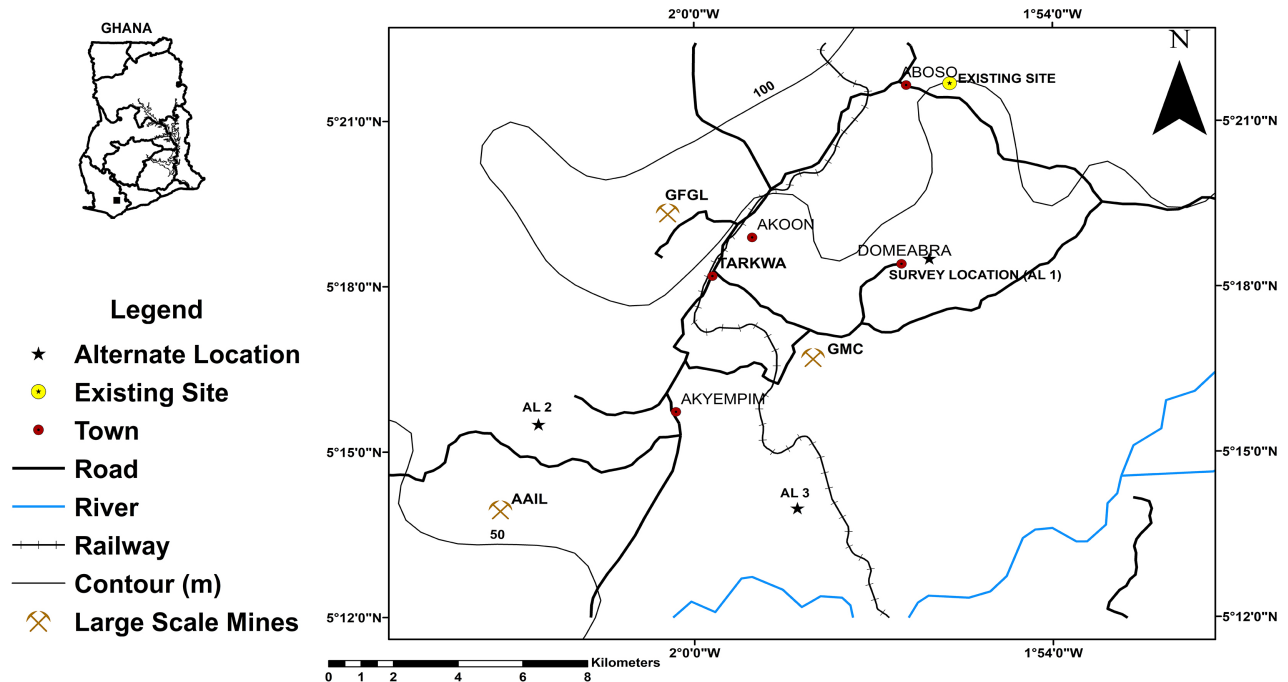 GHANA
Legend
Alternate Location
Existing Site
Town
Road
River
Railway
Contour (m)
Large Scale Mines
2°0'0"W
1°54'0"W
N
100
ABOSO
EXISTING SITE
5°21'0"N
5°21'0"N
GFGL
AKOON
DOMEABRA
TARKWA
SURVEY LOCATION (AL 1)
5°18'0"N
5°18'0"N
GMC
AKYEMPIM
AL 2
5°15'0"N
5°15'0"N
AL 3
AAIL
50
5°12'0"N
5°12'0"N
2°0'0"W
1°54'0"W
Kilometers
0 1 2 4 6 8